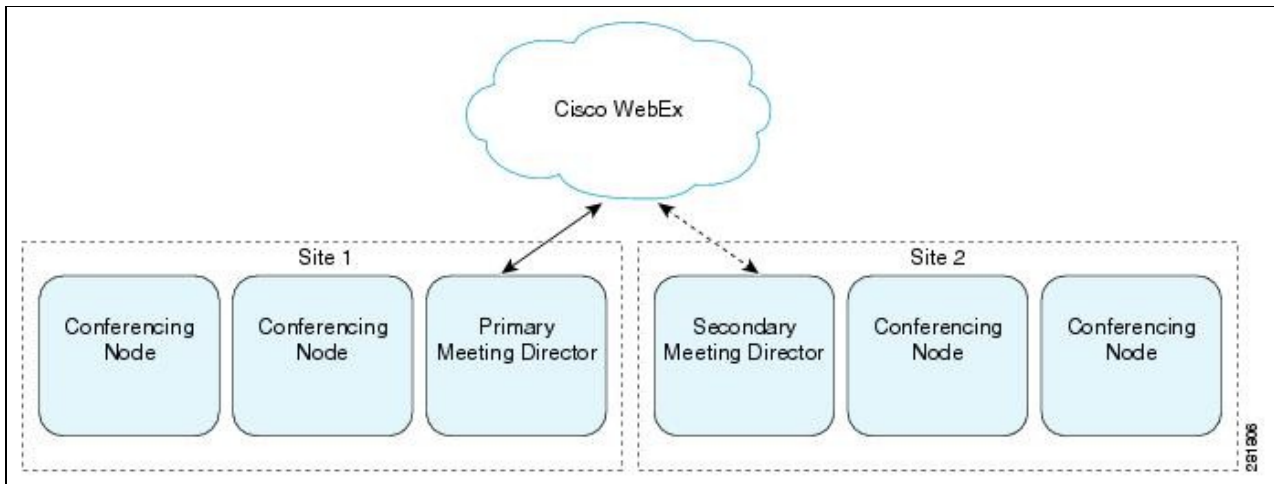 Cisco WebEx
Site 1
Conferencing
Node
Conferencing
Node
Primary
Meeting Director
Site 2
Secondary
Meeting Director
Conferencing
Node
Conferencing
Node
281906